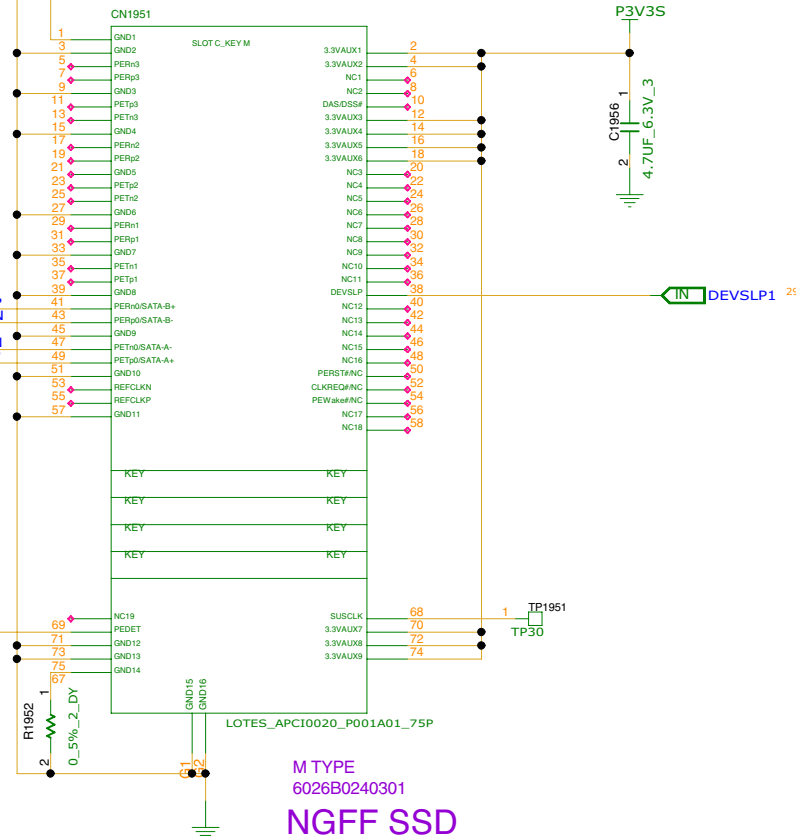 CN1951
P3V3S
SLOT C_KEY M
1 GND1
3 GND2 3.3VAUX1 2
5 PERn3 3.3VAUX2 4
7 PERp3 NC1 6
9 GND3 NC2 8
11 PETp3 DAS/DSS# 10
13 PETn3 3.3VAUX3 12
15 GND4 3.3VAUX4 14
17 PERn2 3.3VAUX5 16
19 PERp2 3.3VAUX6 18
21 GND5 NC3 20
23 PETp2 NC4 22
25 PETn2 NC5 24
27 GND6 NC6 26
29 PERn1 NC7 28
31 PERp1 NC8 30
33 GND7 NC9 32
35 PETn1 NC10 34
37 PETp1 NC11 36
39 GND8 DEVSLP 38
41 PERn0/SATA-B+ NC12 40
43 PERp0/SATA-B- NC13 42
45 GND9 NC14 44
47 PETn0/SATA-A- NC15 46
49 PETp0/SATA-A+ NC16 48
51 GND10 PERST#/NC 50
53 REFCLKN CLKREQ#/NC 52
55 REFCLKP PEWake#/NC 54
57 GND11 NC17 56
NC18 58
C1956
1
2
4.7UF_6.3V_3
IN DEVSLP1 29
KEY KEY
KEY KEY
KEY KEY
KEY KEY
NC19 SUSCLK 68
69 PEDET 3.3VAUX7 70
71 GND12 3.3VAUX8 72
73 GND13 3.3VAUX9 74
75 GND14
67
1 TP1951
TP30
GND15
GND16
G1
G2
R1952
1
2
0_5%_2_DY
LOTES_APCI0020_P001A01_75P
M TYPE
6026B0240301
NGFF SSD